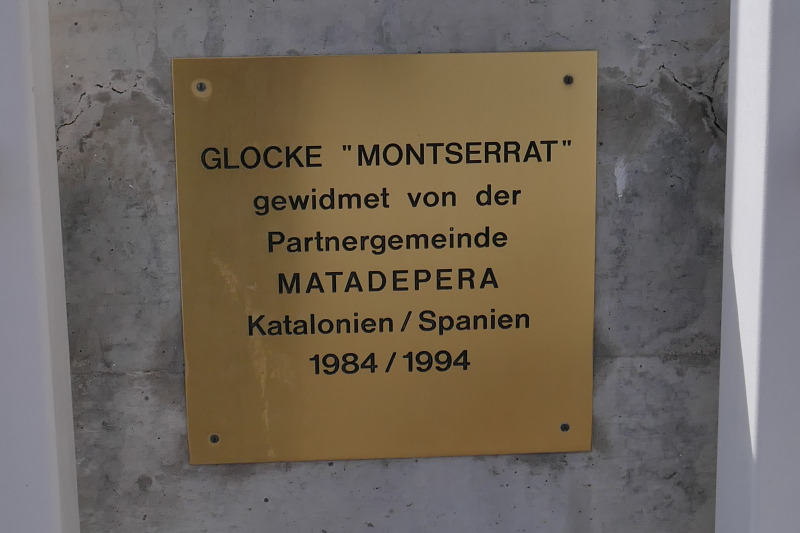 GLOCKE "MONTSERRAT"
gewidmet von der
Partnergemeinde
MATADEPERA
Katalonien / Spanien
1984 / 1994